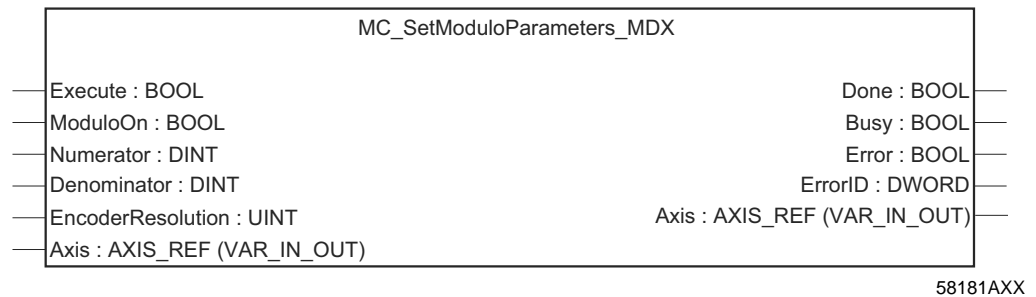 MC_SetModuloParameters_MDX
Execute : BOOL
Done : BOOL
ModuloOn : BOOL
Busy : BOOL
Numerator : DINT
Error : BOOL
Denominator : DINT
ErrorID : DWORD
EncoderResolution : UINT
Axis : AXIS_REF (VAR_IN_OUT)
Axis : AXIS_REF (VAR_IN_OUT)
58181AXX